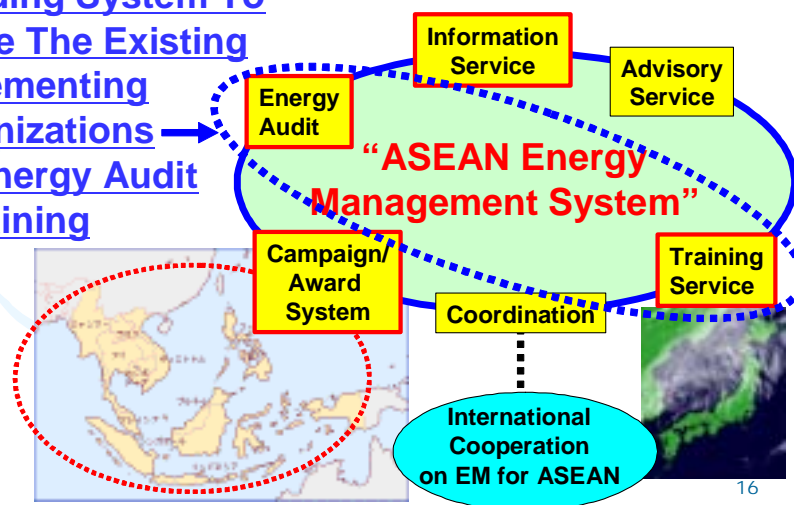 ding System To
e The Existing
ementing
nizations
nergy Audit
ining
Information
Service
Advisory
Service
Energy
Audit
“ASEAN Energy
Management System”
Campaign/
Award
System
Training
Service
Coordination
International
Cooperation
on EM for ASEAN
16